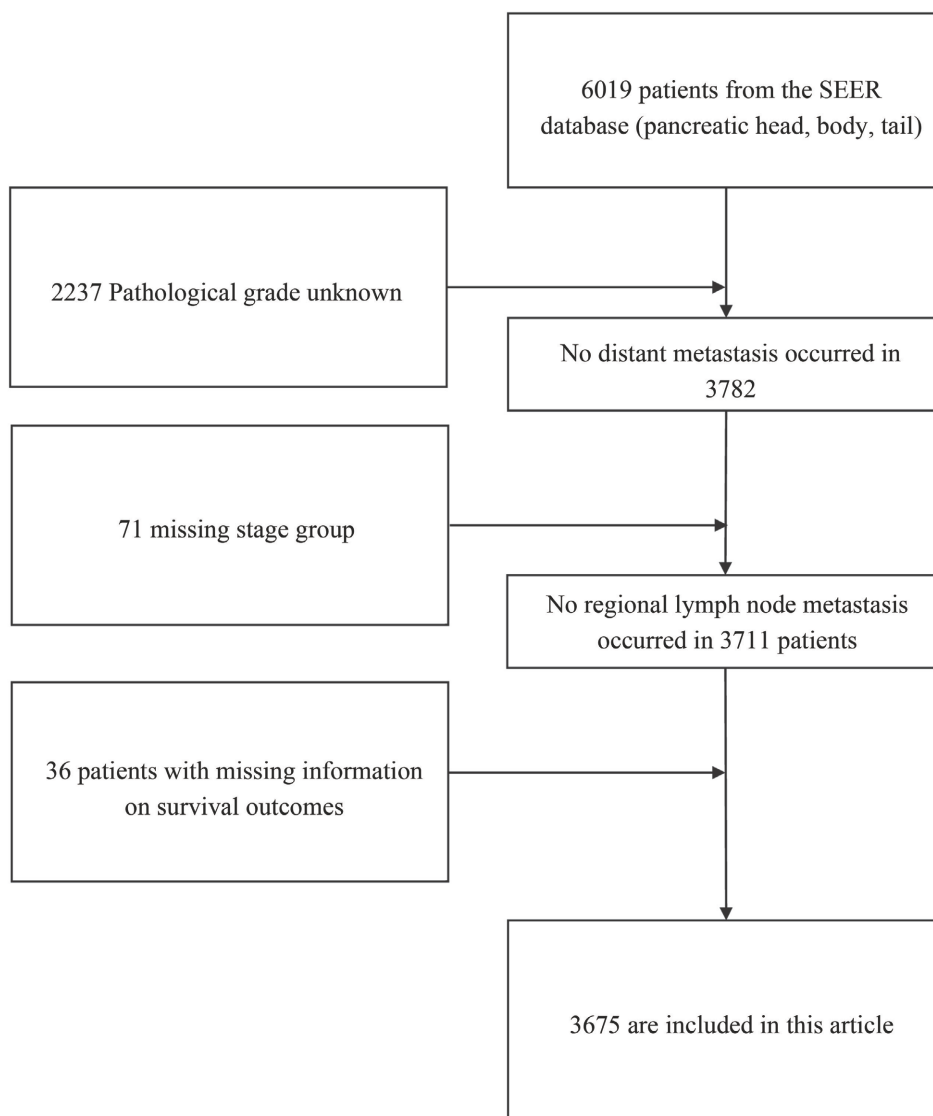 6019 patients from the SEER
database (pancreatic head, body, tail)
2237 Pathological grade unknown
No distant metastasis occurred in
3782
71 missing stage group
No regional lymph node metastasis
occurred in 3711 patients
36 patients with missing information
on survival outcomes
3675 are included in this article